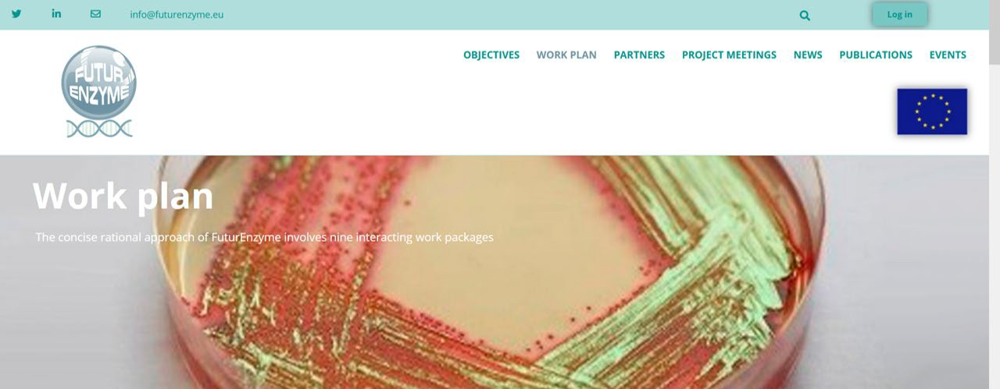 info@futurenzyme.eu
Log in
OBJECTIVES WORK PLAN PARTNERS PROJECT MEETINGS NEWS PUBLICATIONS EVENTS
FUTUR
ENZYME
Work plan
The concise rational approach of FuturEnzyme involves nine interacting work packages